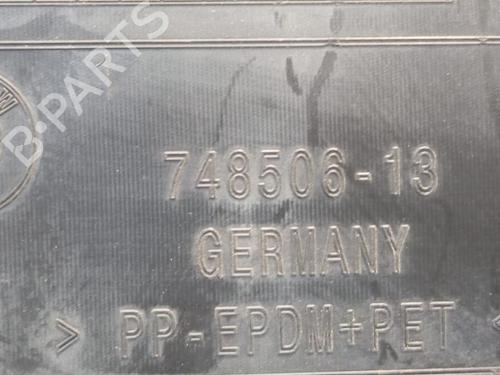 B-PARTS
748506-13
GERMANY
> PP-EPDM+PET <